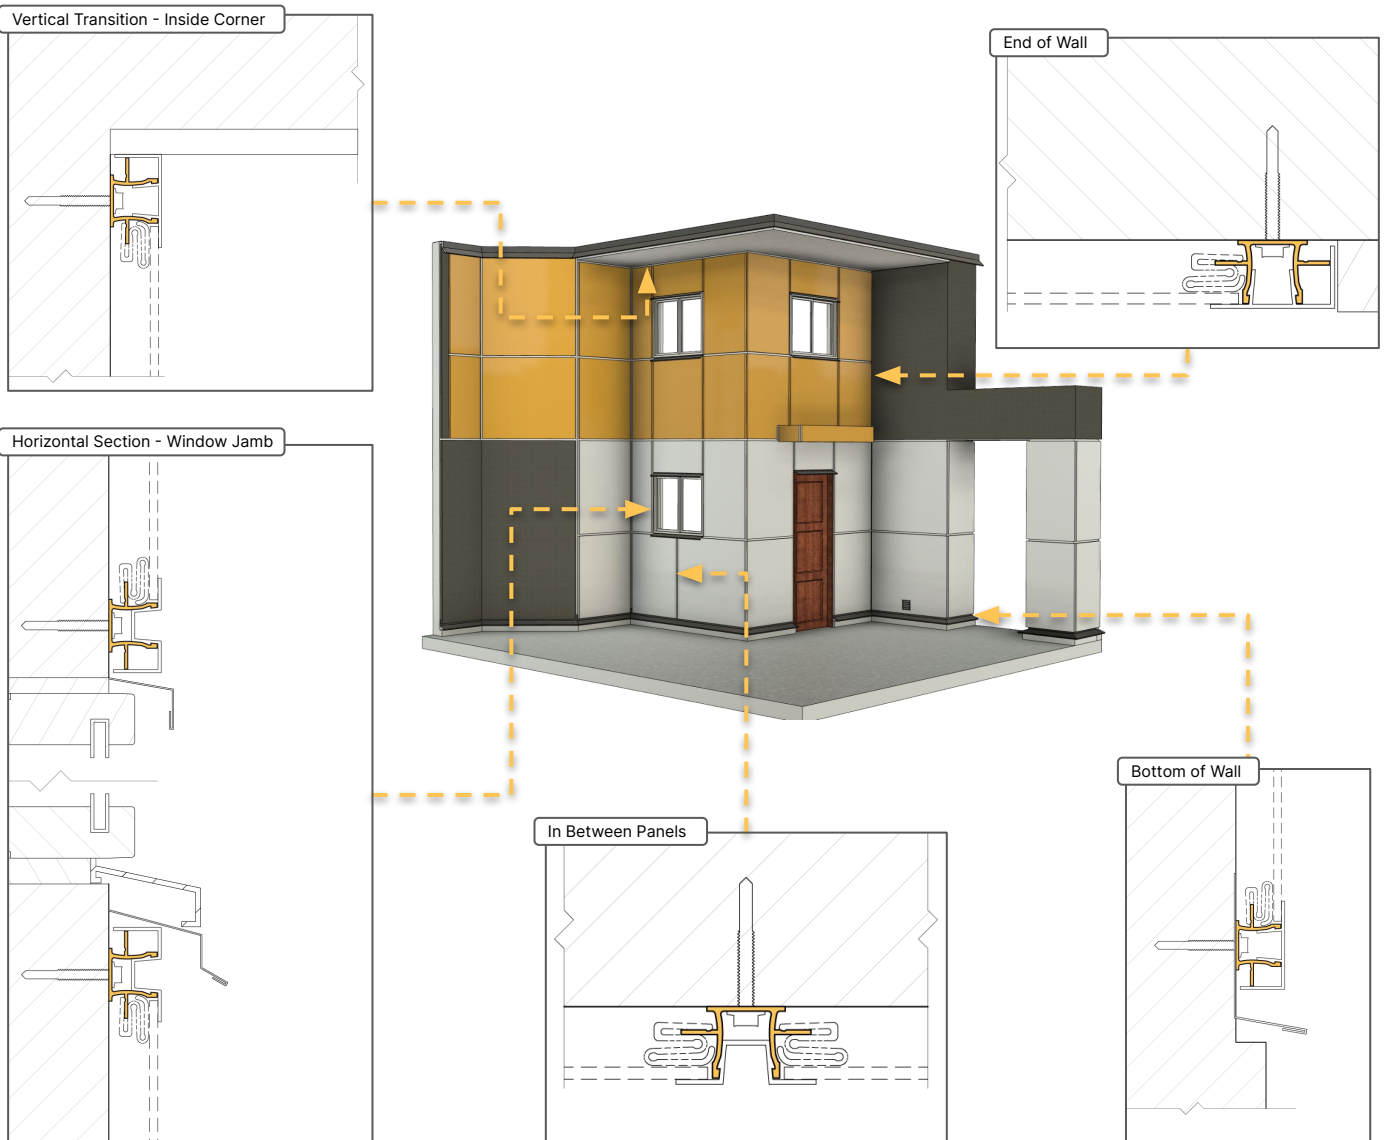 Vertical Transition - Inside Corner
End of Wall
Horizontal Section - Window Jamb
Bottom of Wall
In Between Panels